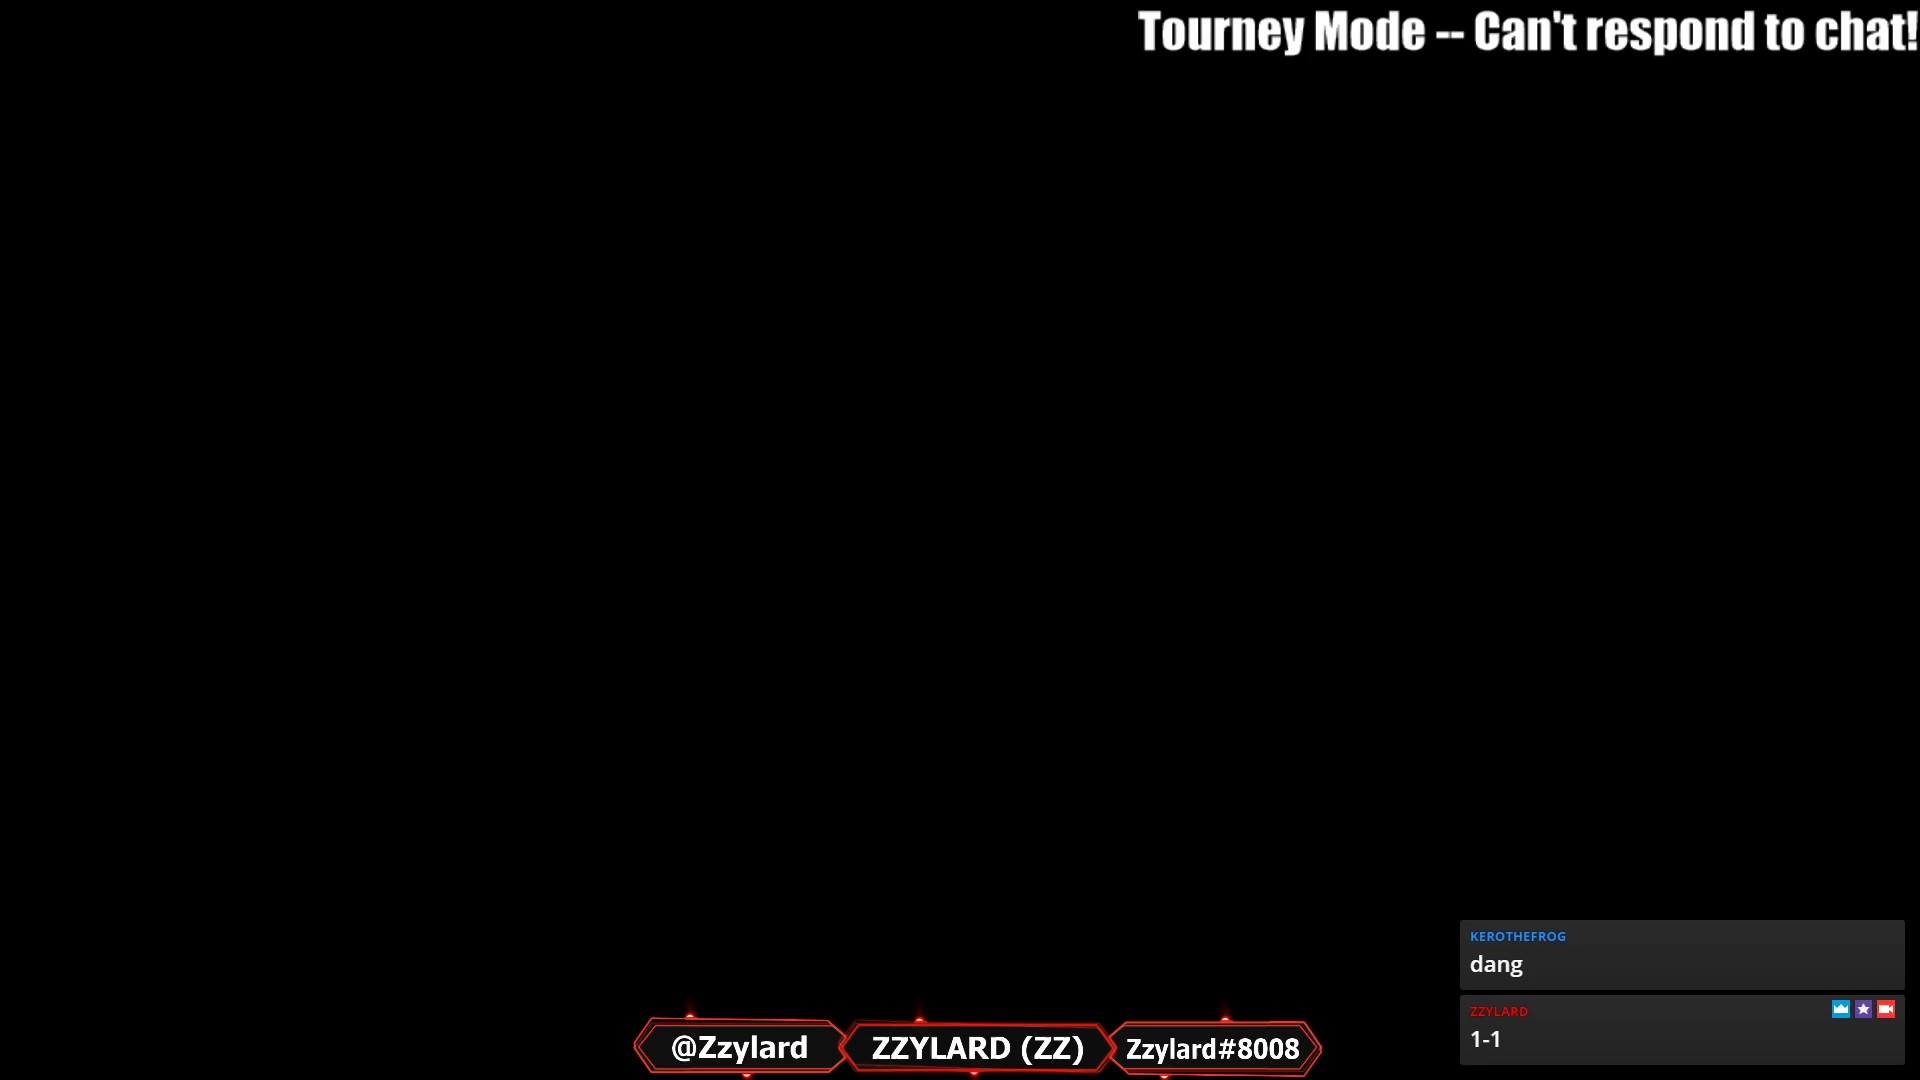 Tourney Mode -- Can't respond to chat!
KEROTHEFROG
dang
ZZYLARD
1-1
@Zzylard
ZZYLARD (ZZ)
Zzylard#8008